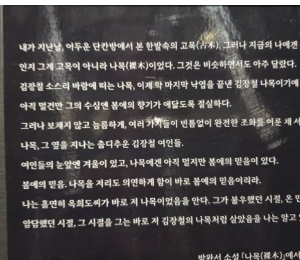 내가 지난날, 어두운 단칸방에서 본 한발속의 고목(古木), 그러나 지금의 나에겐
인지 그게 고목이 아니라 나목(裸木)이었다. 그것은 비슷하면서도 아주 달랐다.
김장철 소스리 바람에 떠는 나목, 이제 막 마지막 낙엽을 끝낸 김장철 나목이기에
아직 멀건만 그의 수심엔 봄에의 향기가 애닯도록 절실하다.
그러나 보채지 않고 늠름하게, 여러 가지들이 빈틈없이 완전한 조화를 이룬 채 서
나목, 그 옆을 지나는 춥디추운 김장철 여인들.
여인들의 눈앞엔 겨울이 있고, 나목에겐 아직 멀지만 봄에의 믿음이 있다.
봄에의 믿음. 나목을 저리도 의연하게 함이 바로 봄에의 믿음이리라.
나는 홀연히 옥희도씨가 바로 저 나목이었음을 안다. 그가 불우했던 시절, 온 민
암담했던 시절, 그 시절을 그는 바로 저 김장철의 나목처럼 살았음을 나는 알고
박완서 소설 「나목(裸木)」에서